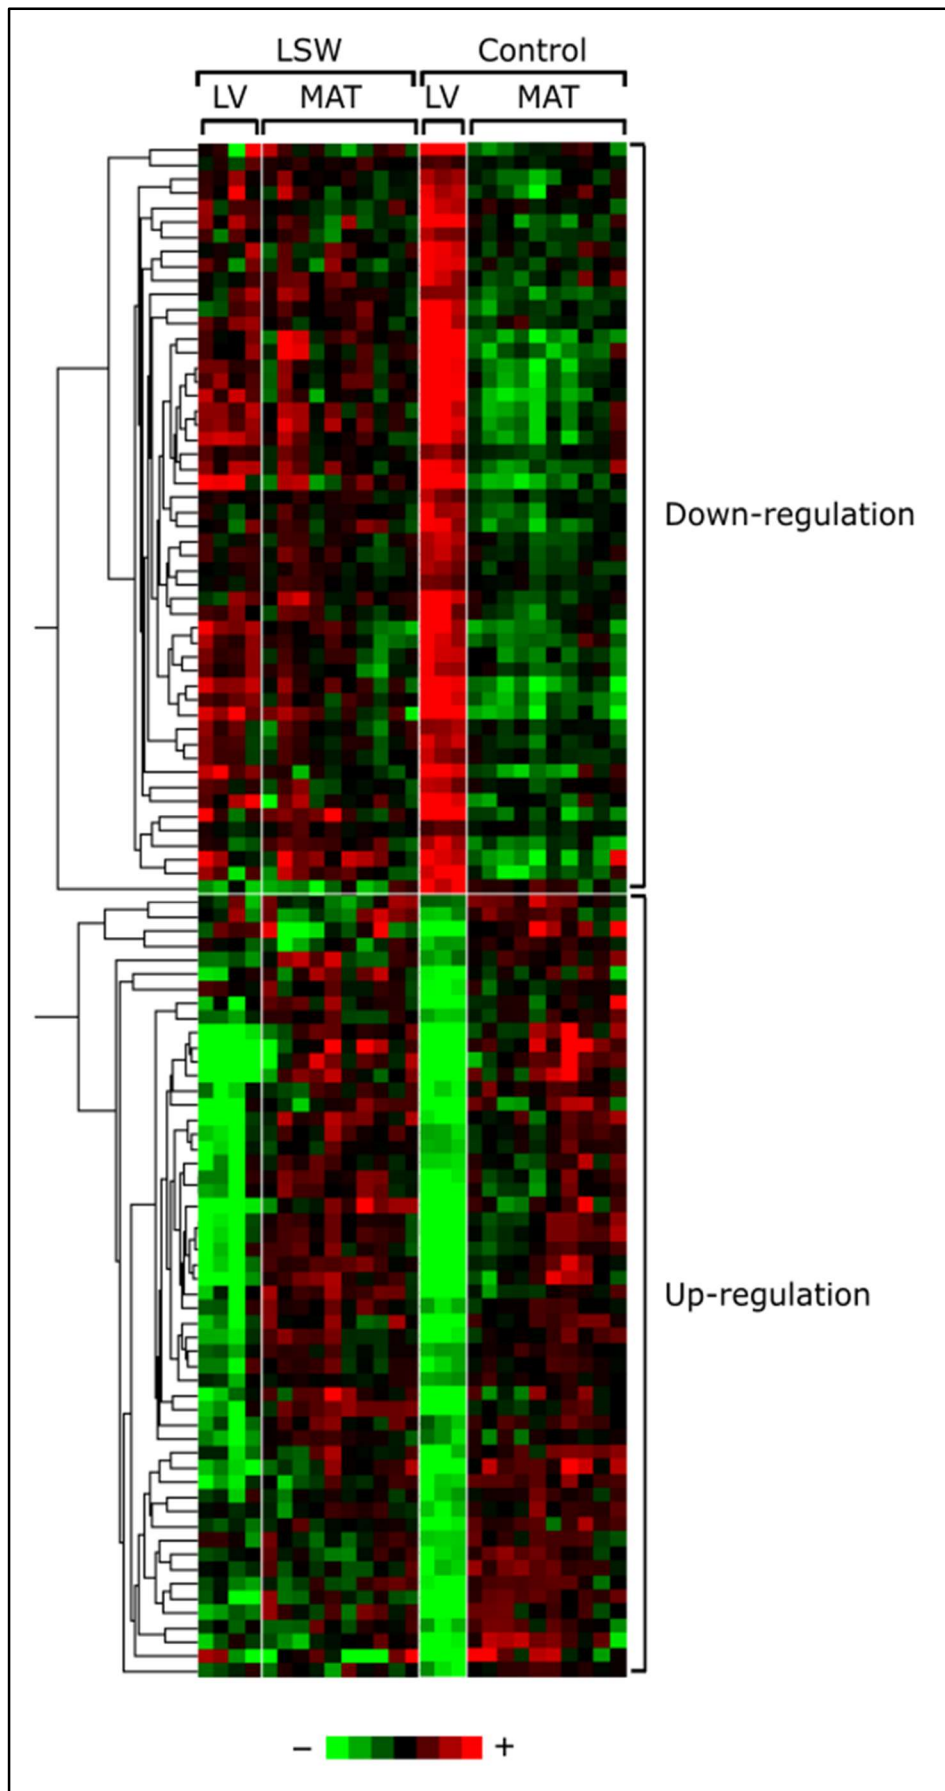 LSW Control
LV MAT LV MAT
Down-regulation
Up-regulation
− +